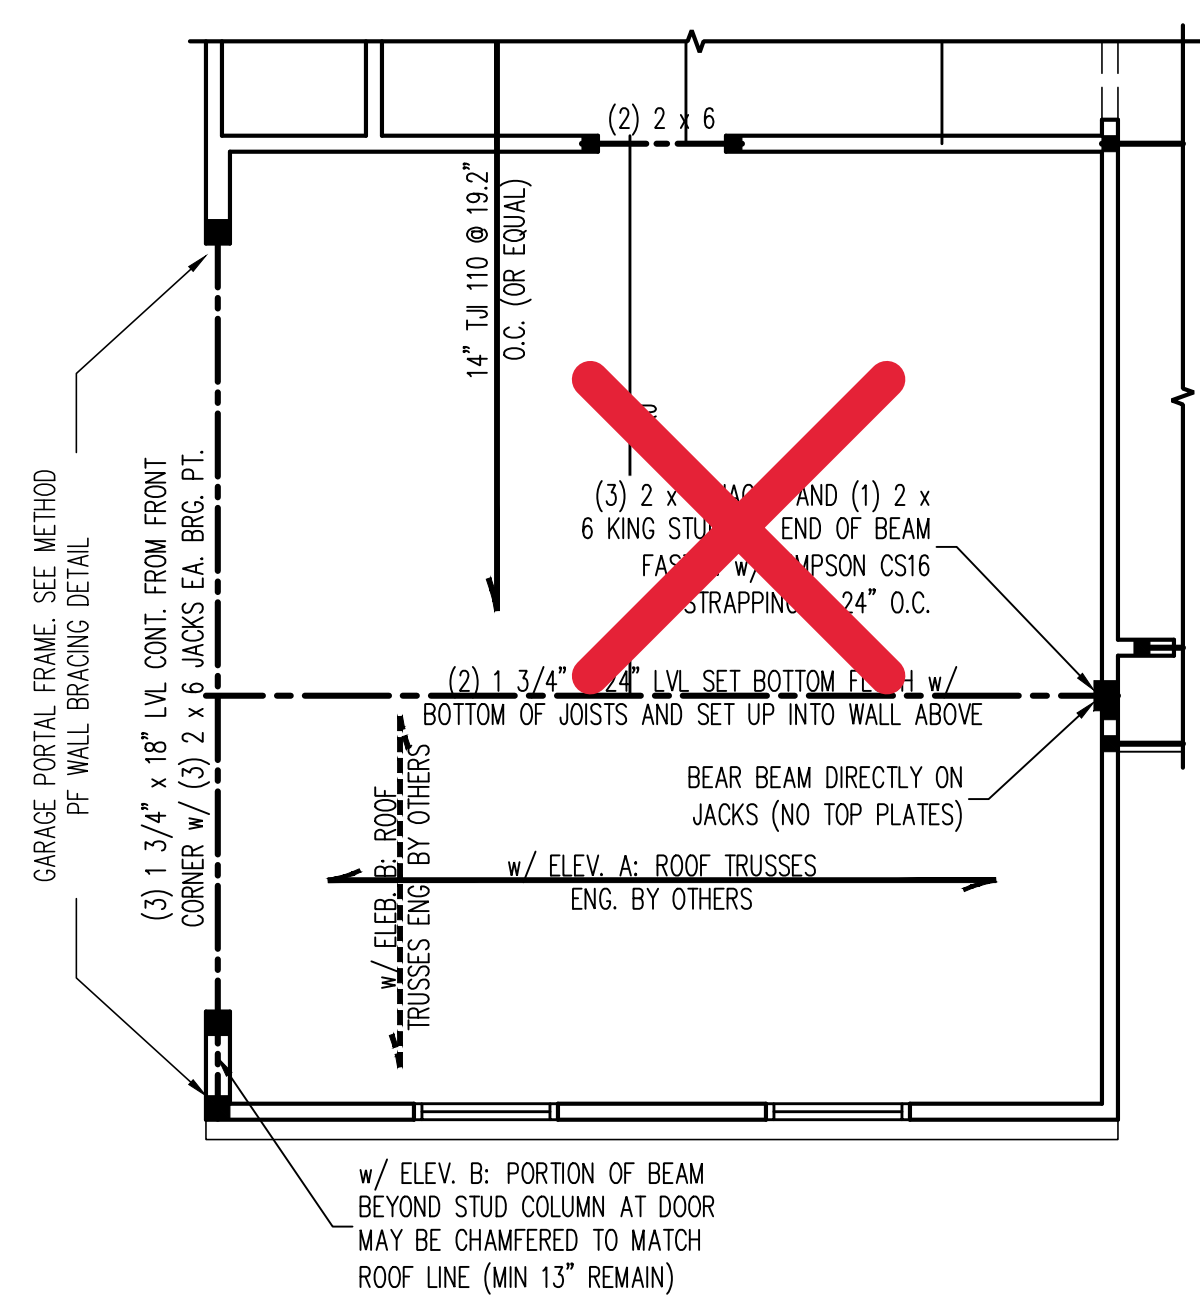 (2) 2 x 6
14" TJI 110 @ 19.2"
O.C. (OR EQUAL)
GARAGE PORTAL FRAME. SEE METHOD
PF WALL BRACING DETAIL
(3) 1 3/4" x 18" LVL CONT. FROM FRONT
CORNER w/ (3) 2 x 6 JACKS EA. BRG. PT.
(3) 2 x AND (1) 2 x
6 KING END OF BEAM
CS16
STRAPPING 24" O.C.
(2) 1 3/4" 24" LVL SET BOTTOM w/
BOTTOM OF JOISTS AND SET UP INTO WALL ABOVE
BEAR BEAM DIRECTLY ON
JACKS (NO TOP PLATES)
w/ ELEB. B: ROOF
TRUSSES ENG. BY OTHERS
w/ ELEV. A: ROOF TRUSSES
ENG. BY OTHERS
w/ ELEV. B: PORTION OF BEAM
BEYOND STUD COLUMN AT DOOR
MAY BE CHAMFERED TO MATCH
ROOF LINE (MIN 13" REMAIN)